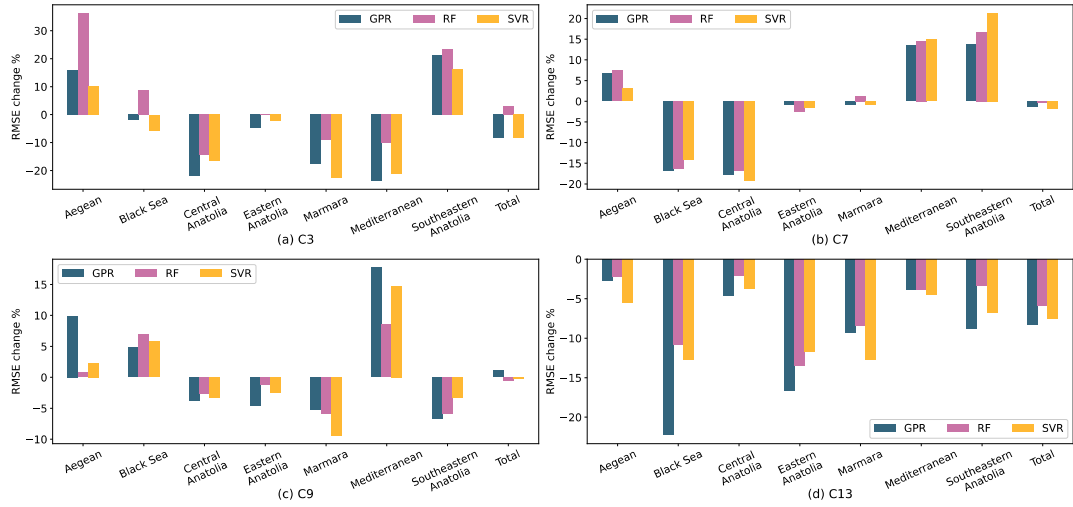 GPR RF SVR
RMSE change %
30
20
10
0
−10
−20
Aegean
Black Sea
Central
Anatolia
Eastern
Anatolia
Marmara
Mediterranean
Southeastern
Anatolia
Total
(a) C3
GPR RF SVR
RMSE change %
20
15
10
5
0
−5
−10
−15
−20
Aegean
Black Sea
Central
Anatolia
Eastern
Anatolia
Marmara
Mediterranean
Southeastern
Anatolia
Total
(b) C7
GPR RF SVR
RMSE change %
15
10
5
0
−5
−10
Aegean
Black Sea
Central
Anatolia
Eastern
Anatolia
Marmara
Mediterranean
Southeastern
Anatolia
Total
(c) C9
RMSE change %
0
−5
−10
−15
−20
GPR RF SVR
Aegean
Black Sea
Central
Anatolia
Eastern
Anatolia
Marmara
Mediterranean
Southeastern
Anatolia
Total
(d) C13